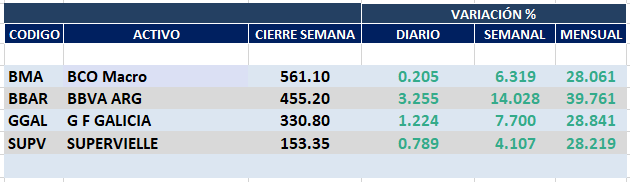 VARIACIÓN %
CODIGO ACTIVO CIERRE SEMANA DIARIO SEMANAL MENSUAL
BMA BCO Macro 561.10 0.205 6.319 28.061
BBAR BBVA ARG 455.20 3.255 14.028 39.761
GGAL G F GALICIA 330.80 1.224 7.700 28.841
SUPV SUPERVIELLE 153.35 0.789 4.107 28.219